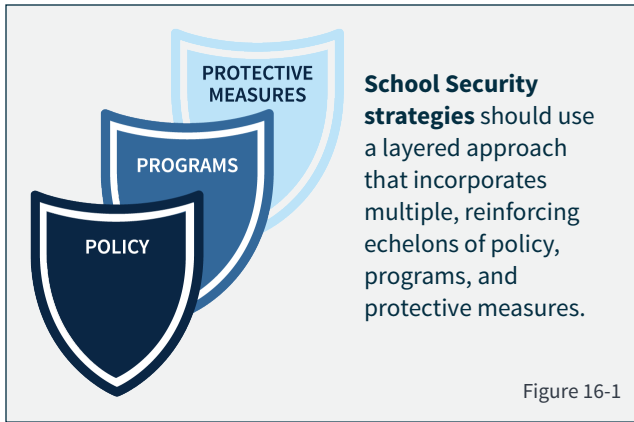 PROTECTIVE
MEASURES
PROGRAMS
POLICY
School Security
strategies should use
a layered approach
that incorporates
multiple, reinforcing
echelons of policy,
programs, and
protective measures.
Figure 16-1